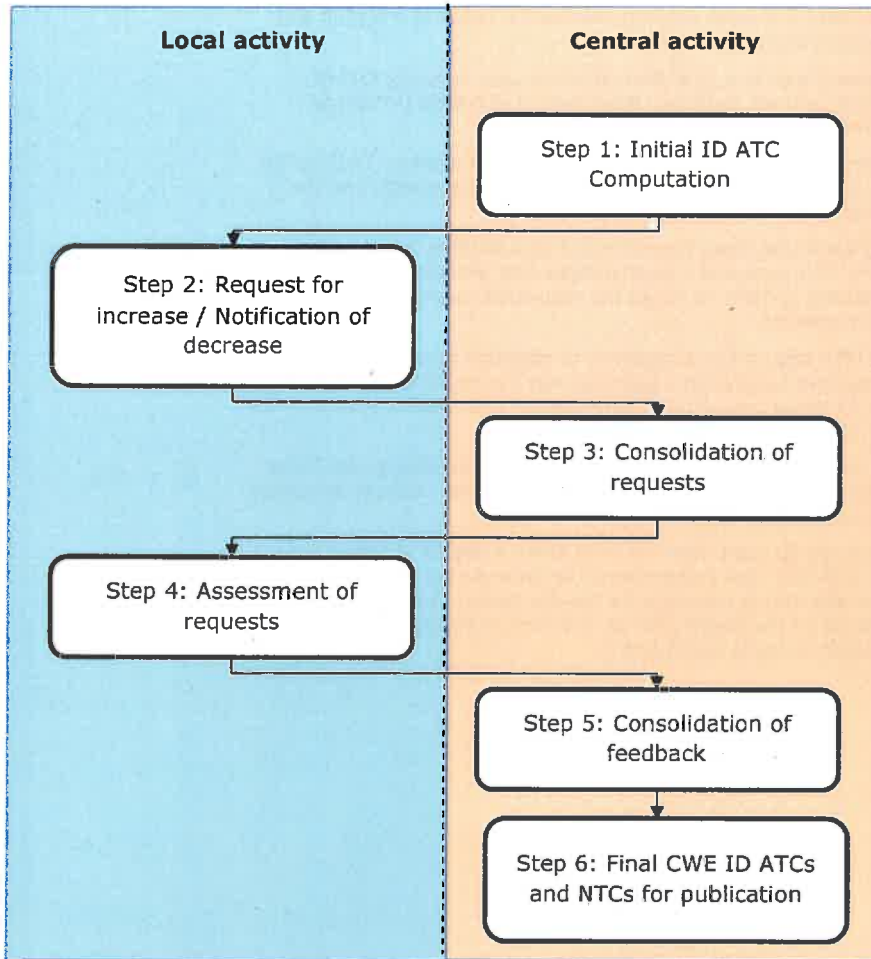 Local activity
Central activity
Step 1: Initial ID ATC
Computation
Step 2: Request for
increase / Notification of
decrease
Step 3: Consolidation of
requests
Step 4: Assessment of
requests
Step 5: Consolidation of
feedback
Step 6: Final CWE ID ATCs
and NTCs for publication